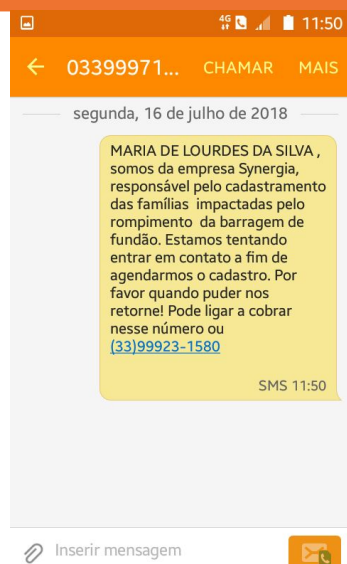 4G 11:50
03399971... CHAMAR MAIS
segunda, 16 de julho de 2018
MARIA DE LOURDES DA SILVA ,
somos da empresa Synergia,
responsável pelo cadastramento
das famílias impactadas pelo
rompimento da barragem de
fundão. Estamos tentando
entrar em contato a fim de
agendarmos o cadastro. Por
favor quando puder nos
retorne! Pode ligar a cobrar
nesse número ou
(33)99923-1580
SMS 11:50
Inserir mensagem